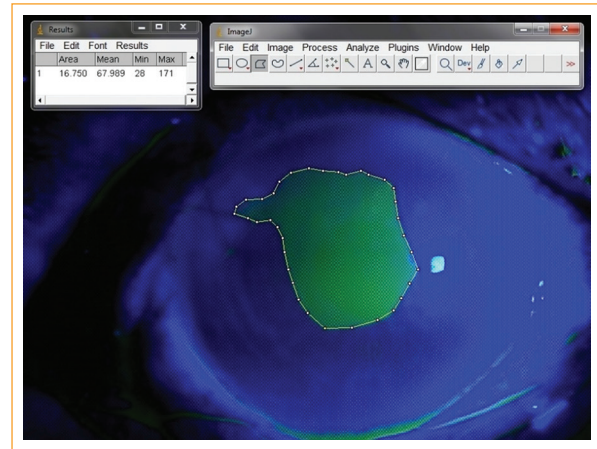 Results
File Edit Font Results
Area Mean Min Max
1 16.750 67.989 28 171
ImageJ
File Edit Image Process Analyze Plugins Window Help
A Dev >>